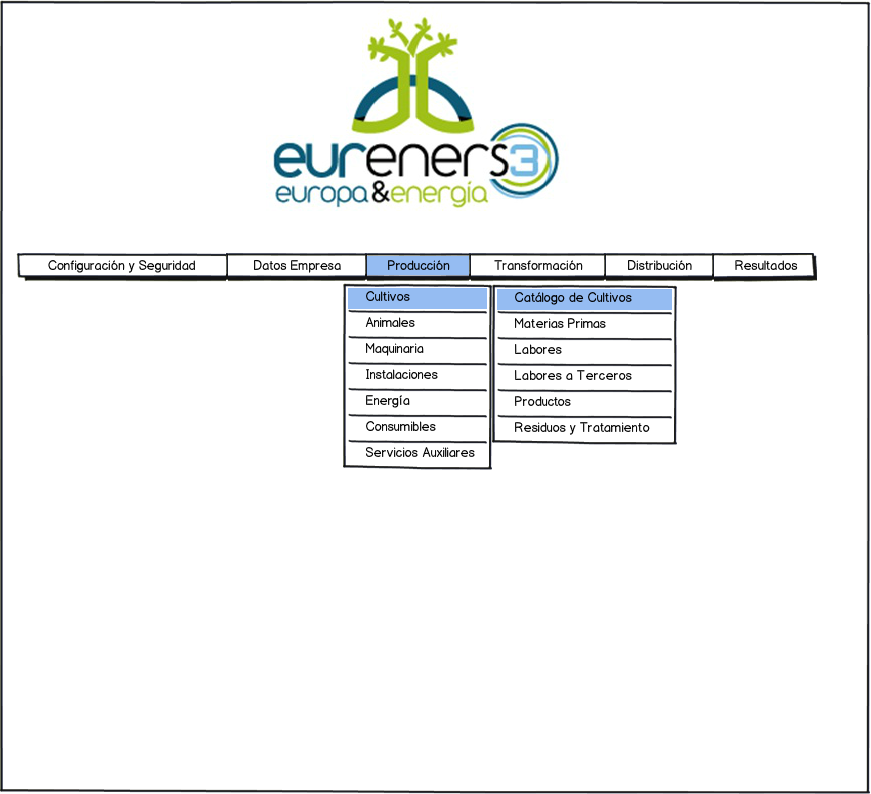 eureners3
europa&energía
Configuración y Seguridad Datos Empresa Producción Transformación Distribución Resultados
Cultivos
Animales
Maquinaria
Instalaciones
Energía
Consumibles
Servicios Auxiliares
Catálogo de Cultivos
Materias Primas
Labores
Labores a Terceros
Productos
Residuos y Tratamiento